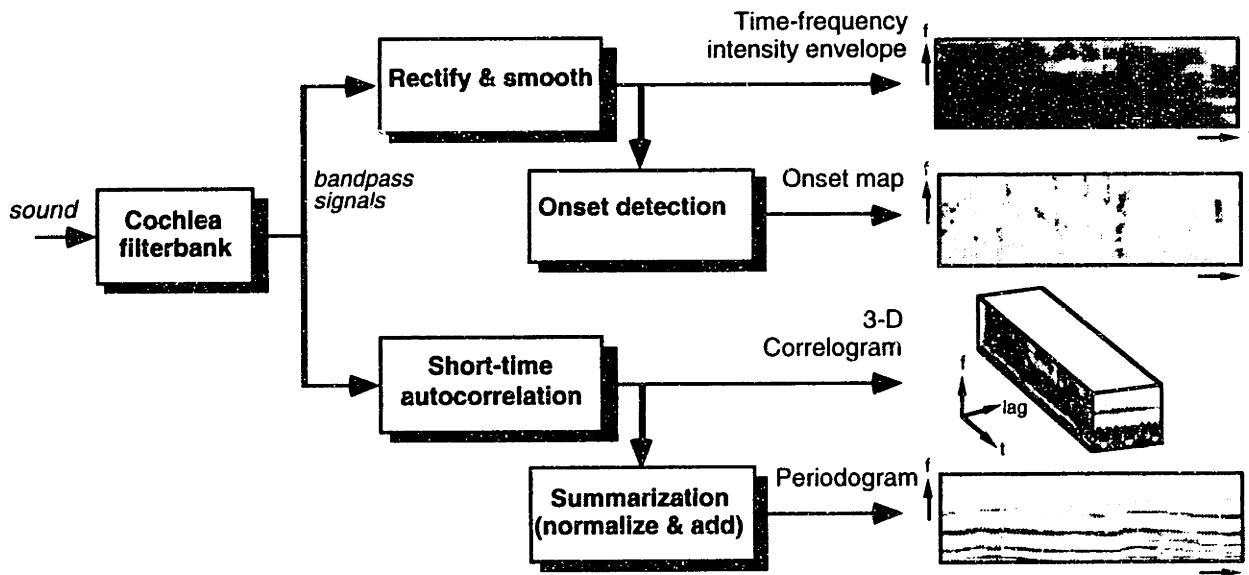 Time-frequency
intensity envelope
f
Rectify & smooth
bandpass
signals
Onset map
f
sound
Cochlea
filterbank
Onset detection
3-D
Correlogram
Short-time
autocorrelation
f
lag
t
Periodogram
f
Summarization
(normalize & add)